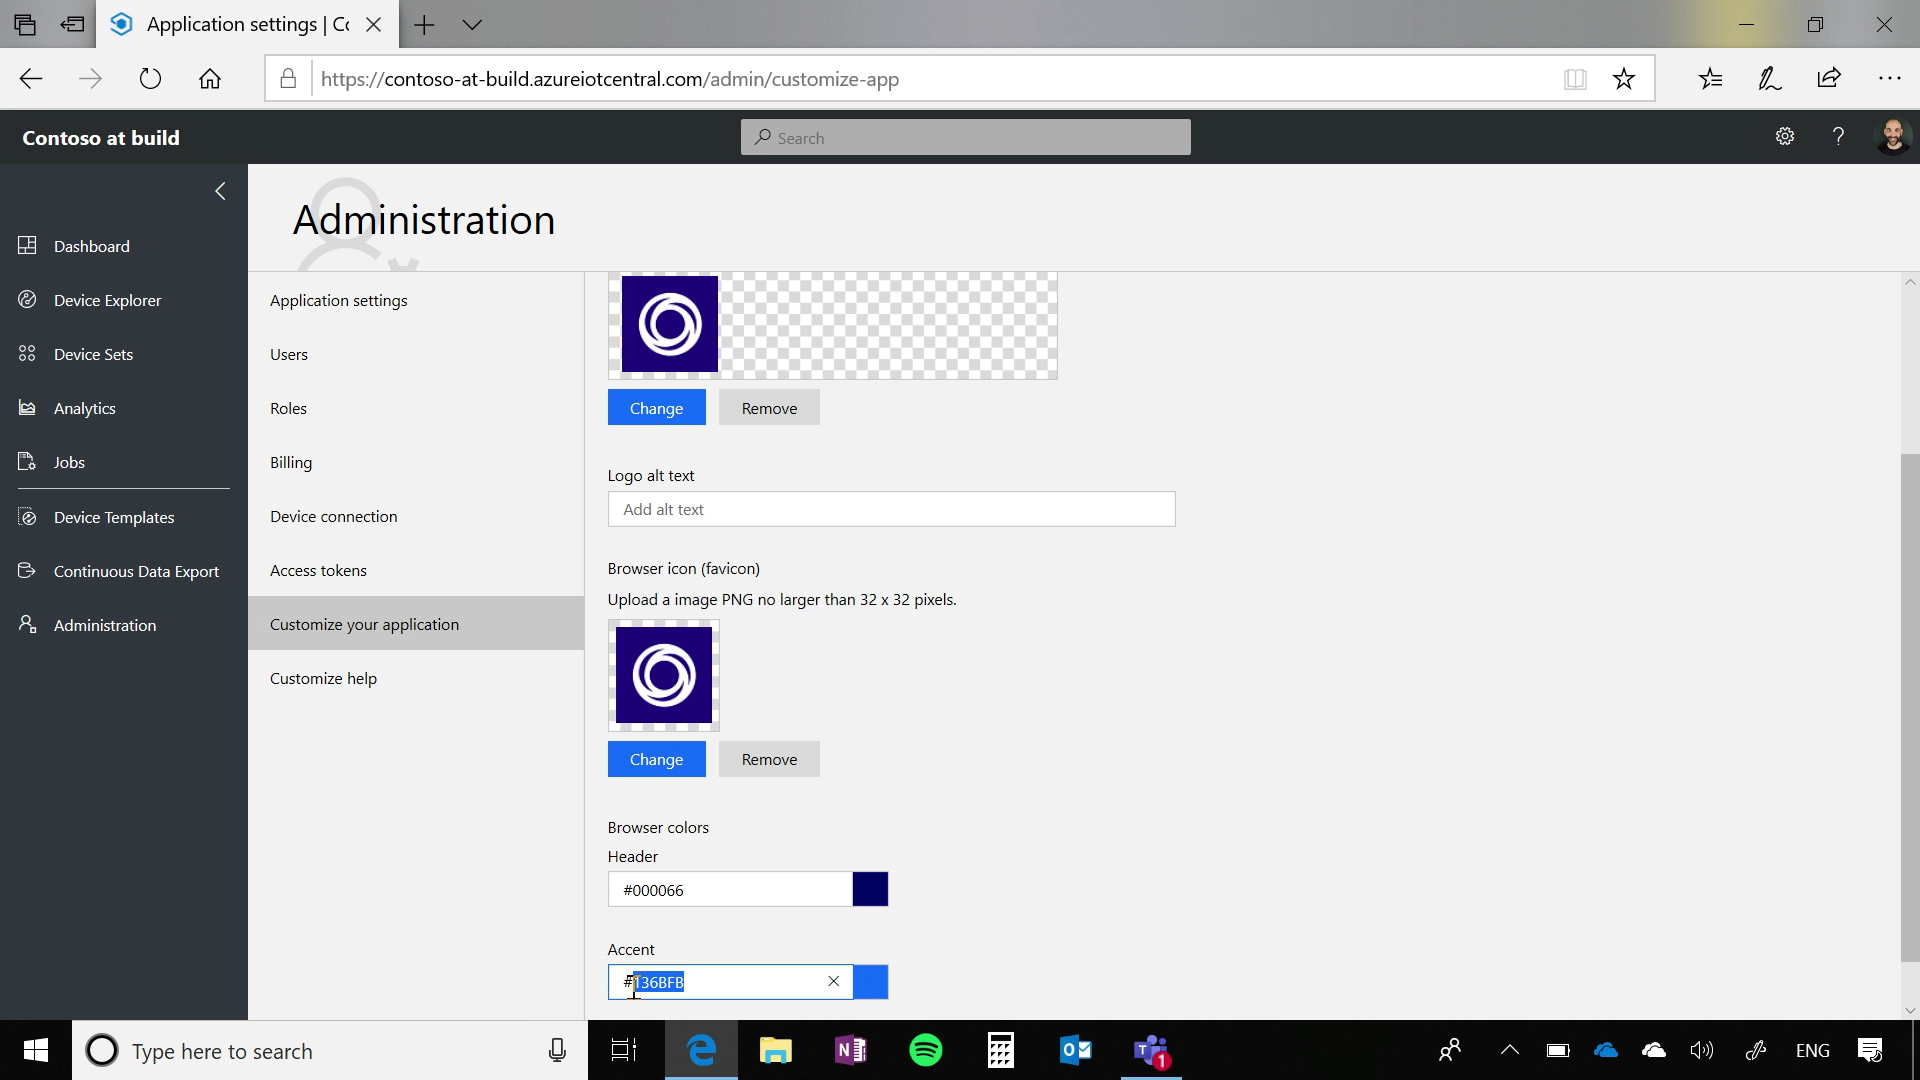 Application settings | Co
https://contoso-at-build.azureiotcentral.com/admin/customize-app
Contoso at build
Search
?
Administration
Dashboard
Device Explorer
Device Sets
Analytics
Jobs
Device Templates
Continuous Data Export
Administration
Application settings
Users
Roles
Billing
Device connection
Access tokens
Customize your application
Customize help
Change
Remove
Logo alt text
Add alt text
Browser icon (favicon)
Upload a image PNG no larger than 32 x 32 pixels.
Change
Remove
Browser colors
Header
#000066
Accent
#136BFB
Type here to search
N
O
T
1
ENG